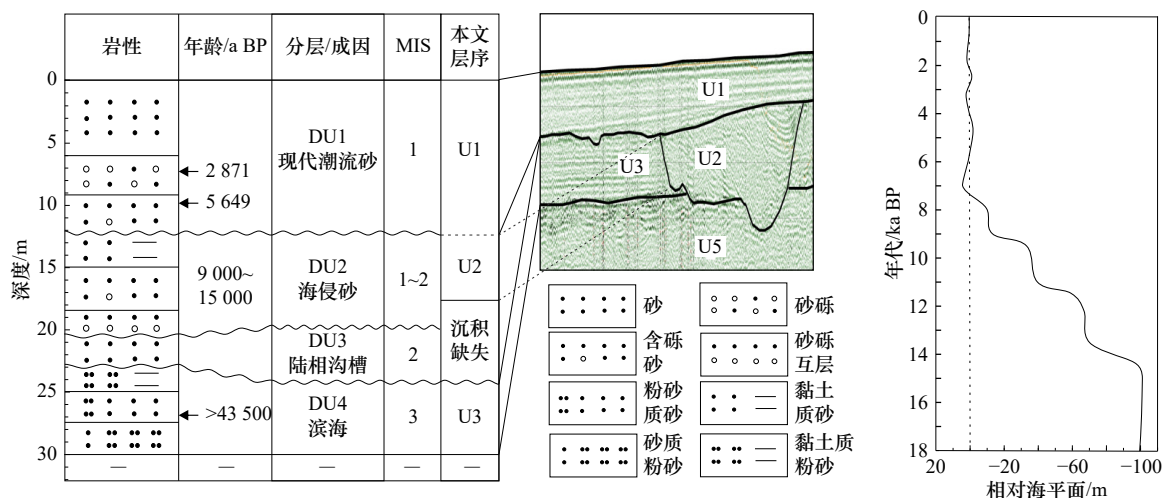 岩性 年龄/a BP 分层/成因 MIS 本文层序
深度/m
0
5
10
15
20
25
30
2 871
5 649
9 000~
15 000
>43 500
DU1
现代潮流砂
DU2
海侵砂
DU3
陆相沟槽
DU4
滨海
1
1~2
2
3
U1
U2
沉积
缺失
U3
U1
U2
U3
U5
砂
砂砾
含砾
砂
砂砾
互层
粉砂
质砂
黏土
质砂
砂质
粉砂
黏土质
粉砂
年代/ka BP
0
2
4
6
8
10
12
14
16
18
20 −20 −60 −100
相对海平面/m